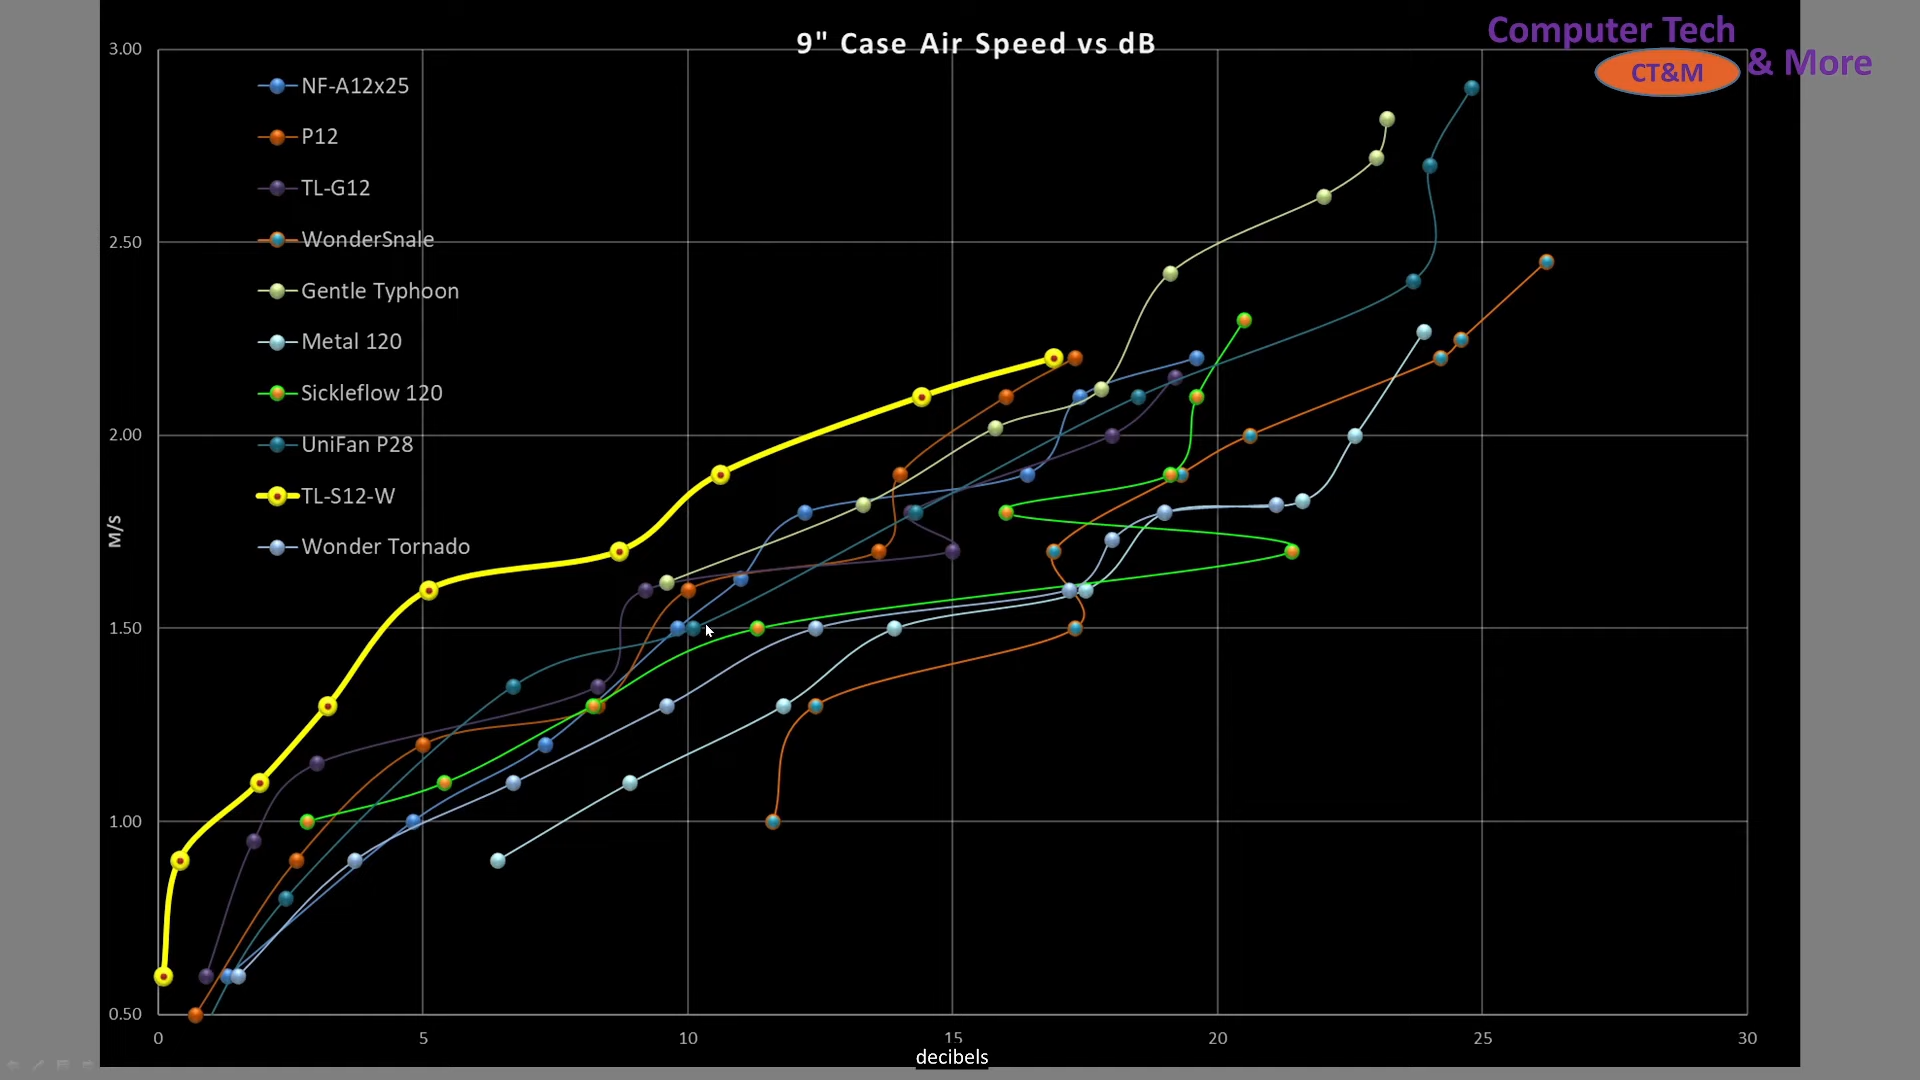 9" Case Air Speed vs dB
Computer Tech
CT&M
& More
3.00
2.50
2.00
1.50
1.00
0.50
M/s
NF-A12x25
P12
TL-G12
WonderSnale
Gentle Typhoon
Metal 120
Sickleflow 120
UniFan P28
TL-S12-W
Wonder Tornado
0 5 10 15 20 25 30
decibels